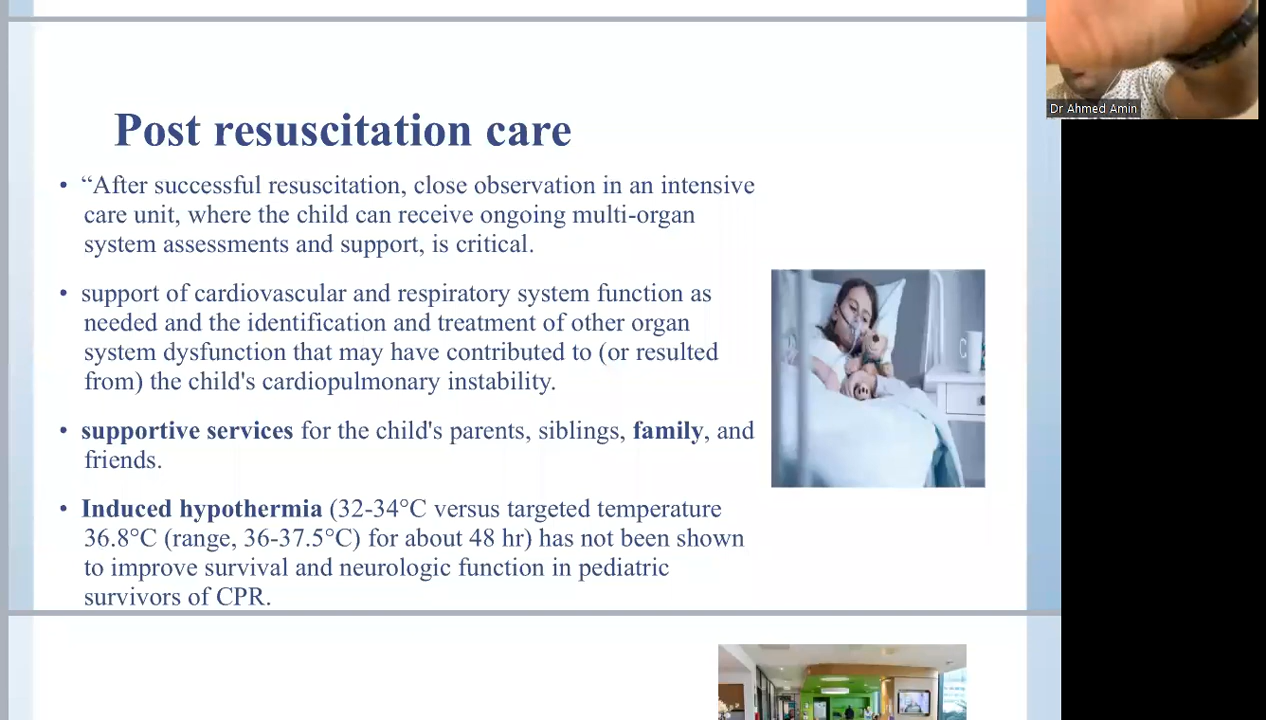 Dr Ahmed Amin
Post resuscitation care
• “After successful resuscitation, close observation in an intensive
care unit, where the child can receive ongoing multi-organ
system assessments and support, is critical.
• support of cardiovascular and respiratory system function as
needed and the identification and treatment of other organ
system dysfunction that may have contributed to (or resulted
from) the child's cardiopulmonary instability.
• supportive services for the child's parents, siblings, family, and
friends.
• Induced hypothermia (32-34°C versus targeted temperature
36.8°C (range, 36-37.5°C) for about 48 hr) has not been shown
to improve survival and neurologic function in pediatric
survivors of CPR.